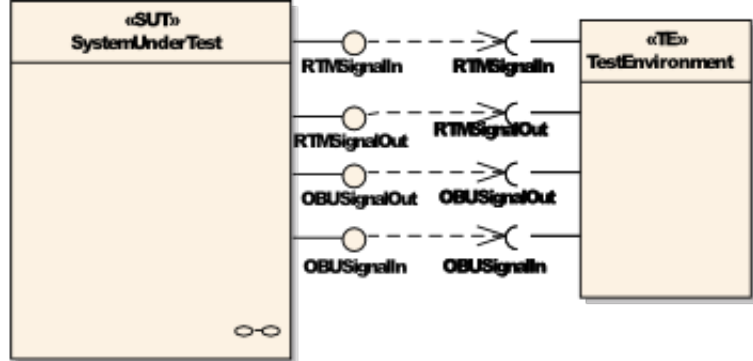 «SUT»
SystemUnderTest
«TE»
TestEnvironment
RTMSignalIn
RTMSignalIn
RTMSignalOut
RTMSignalOut
OBUSignalOut
OBUSignalOut
OBUSignalIn
OBUSignalIn